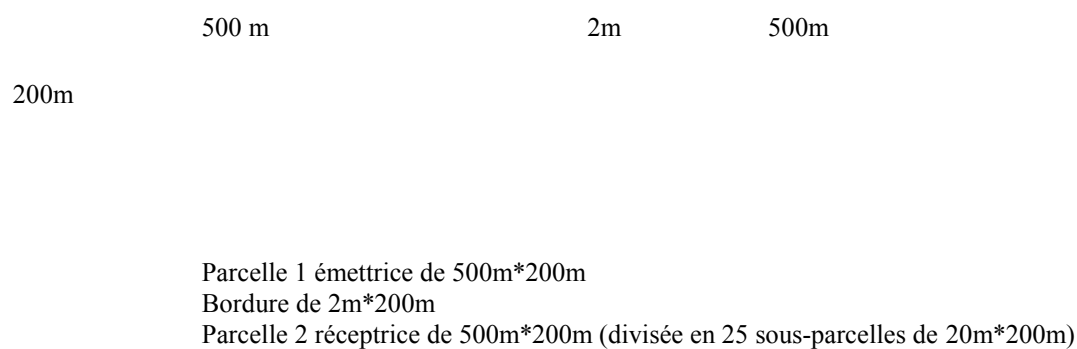 500 m 2m 500m
200m
Parcelle 1 émettrice de 500m*200m
Bordure de 2m*200m
Parcelle 2 réceptrice de 500m*200m (divisée en 25 sous-parcelles de 20m*200m)